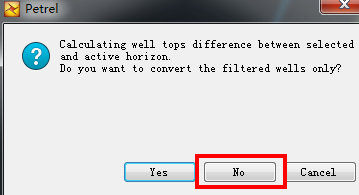 Petrel
Calculating well tops difference between selected
and active horizon.
Do you want to convert the filtered wells only?
Yes No Cancel